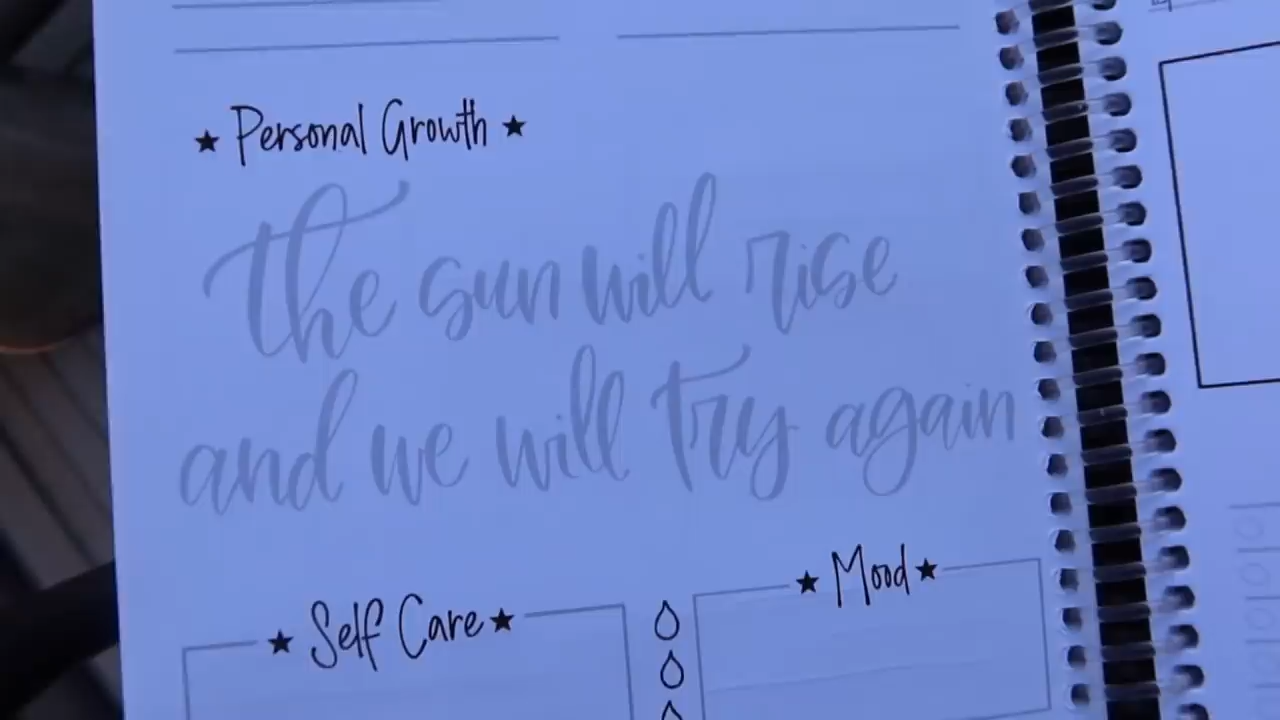 ★ Personal Growth ★
the sun will rise
and we will try again
★ Mood ★
★ Self Care ★